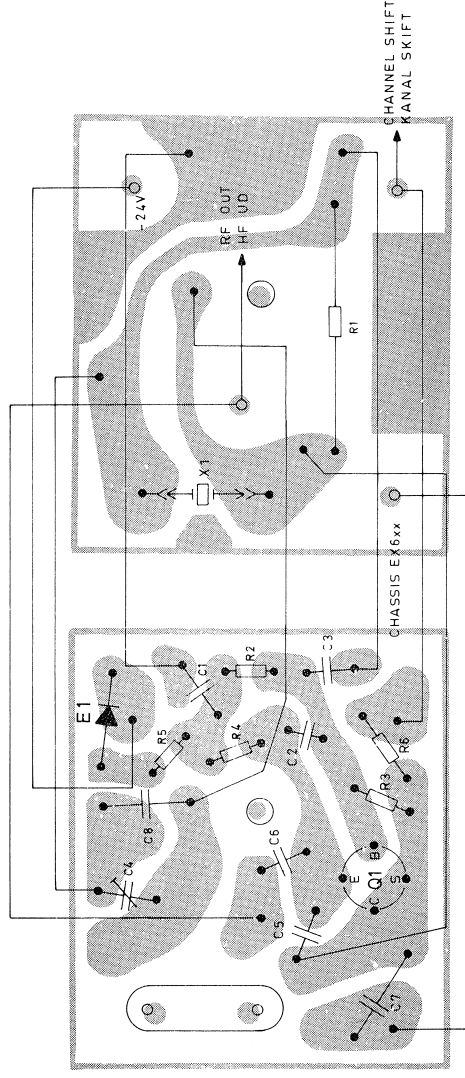 CHANNEL SHIFT
KANAL SKIFT
-24V
RF OUT
HF UD
R1
X1
CHASSIS EX6xx
E1
C1
R2
C3
R5
R4
C2
R6
R3
C8
C4
C6
C5
E
B
C
S
Q1
C7